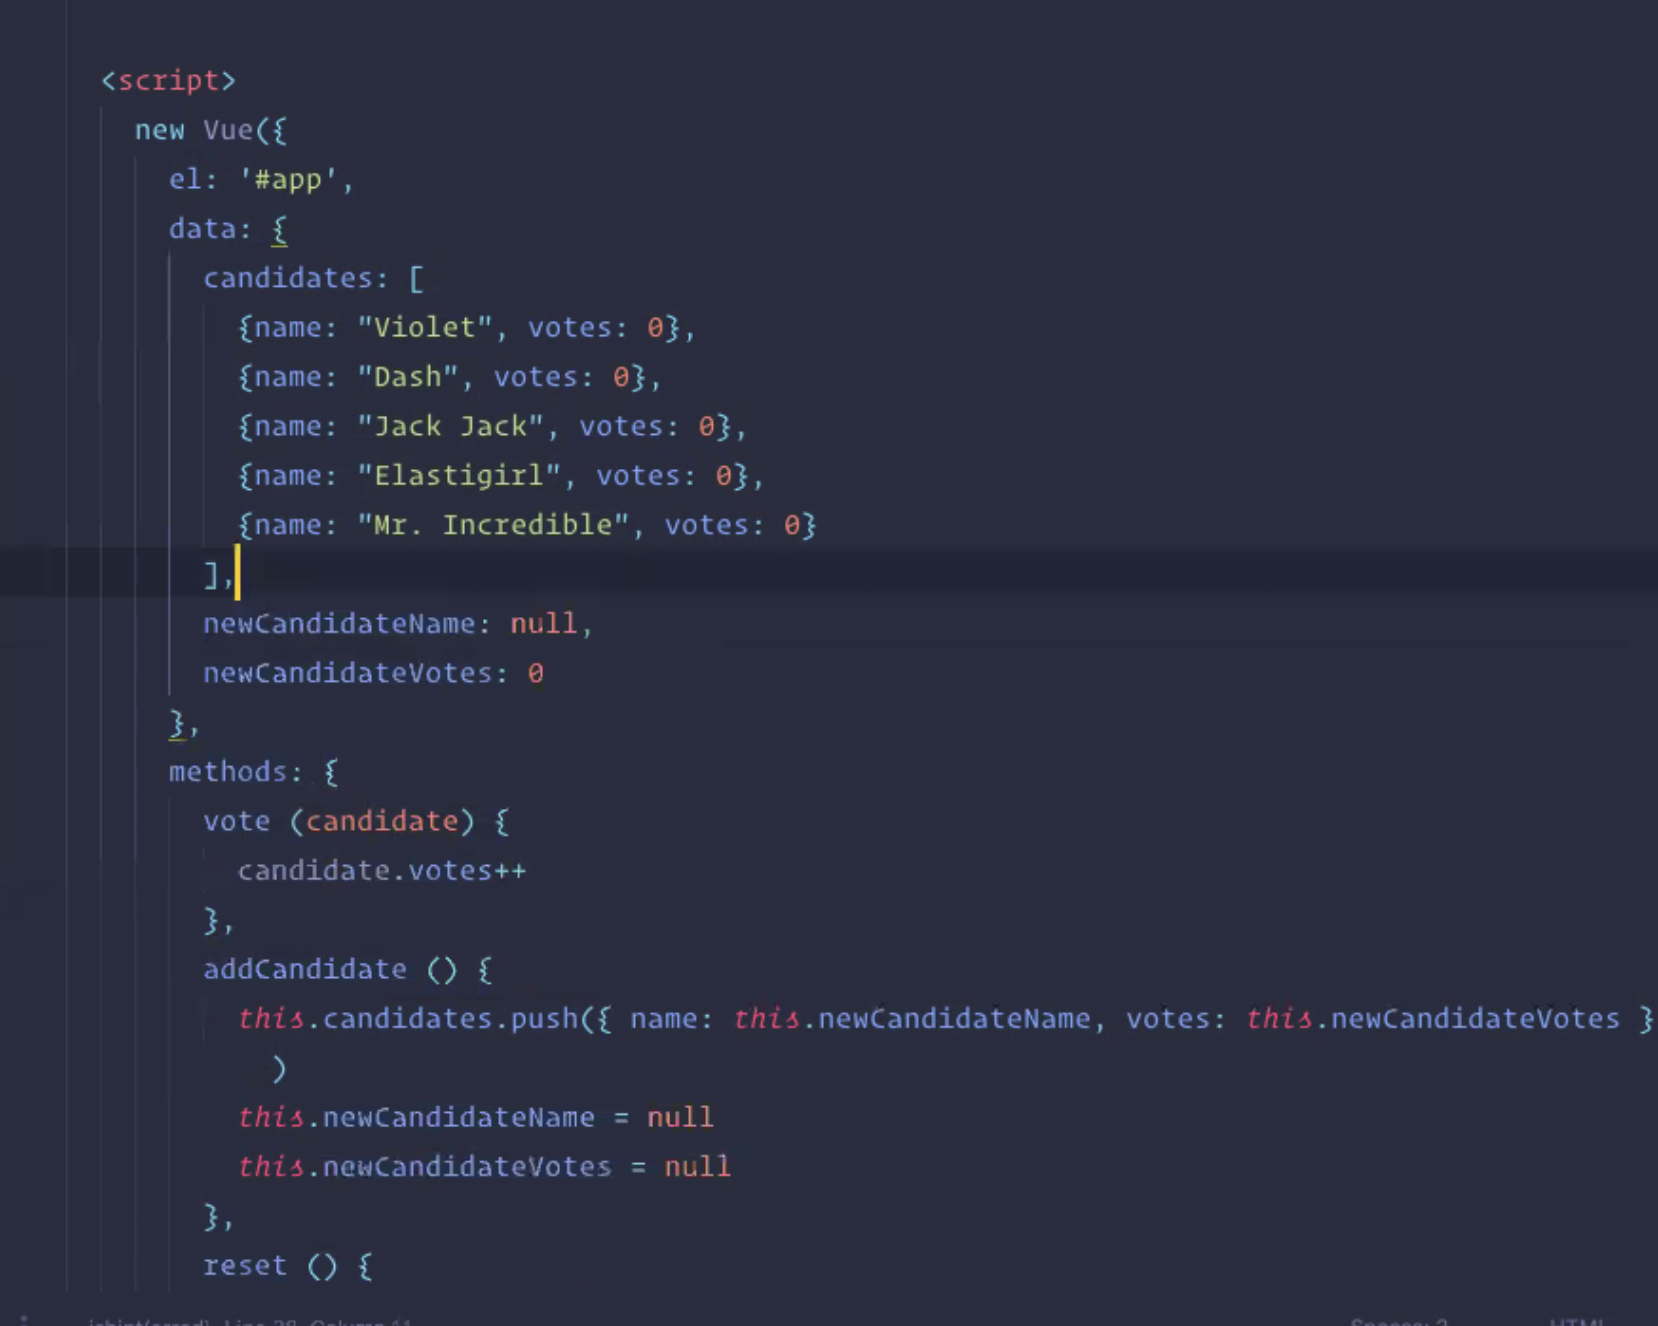 <script>
new Vue({
el: '#app',
data: {
candidates: [
{name: "Violet", votes: 0},
{name: "Dash", votes: 0},
{name: "Jack Jack", votes: 0},
{name: "Elastigirl", votes: 0},
{name: "Mr. Incredible", votes: 0}
],
newCandidateName: null,
newCandidateVotes: 0
},
methods: {
vote (candidate) {
candidate.votes++
},
addCandidate () {
this.candidates.push({ name: this.newCandidateName, votes: this.newCandidateVotes }
)
this.newCandidateName = null
this.newCandidateVotes = null
},
reset () {